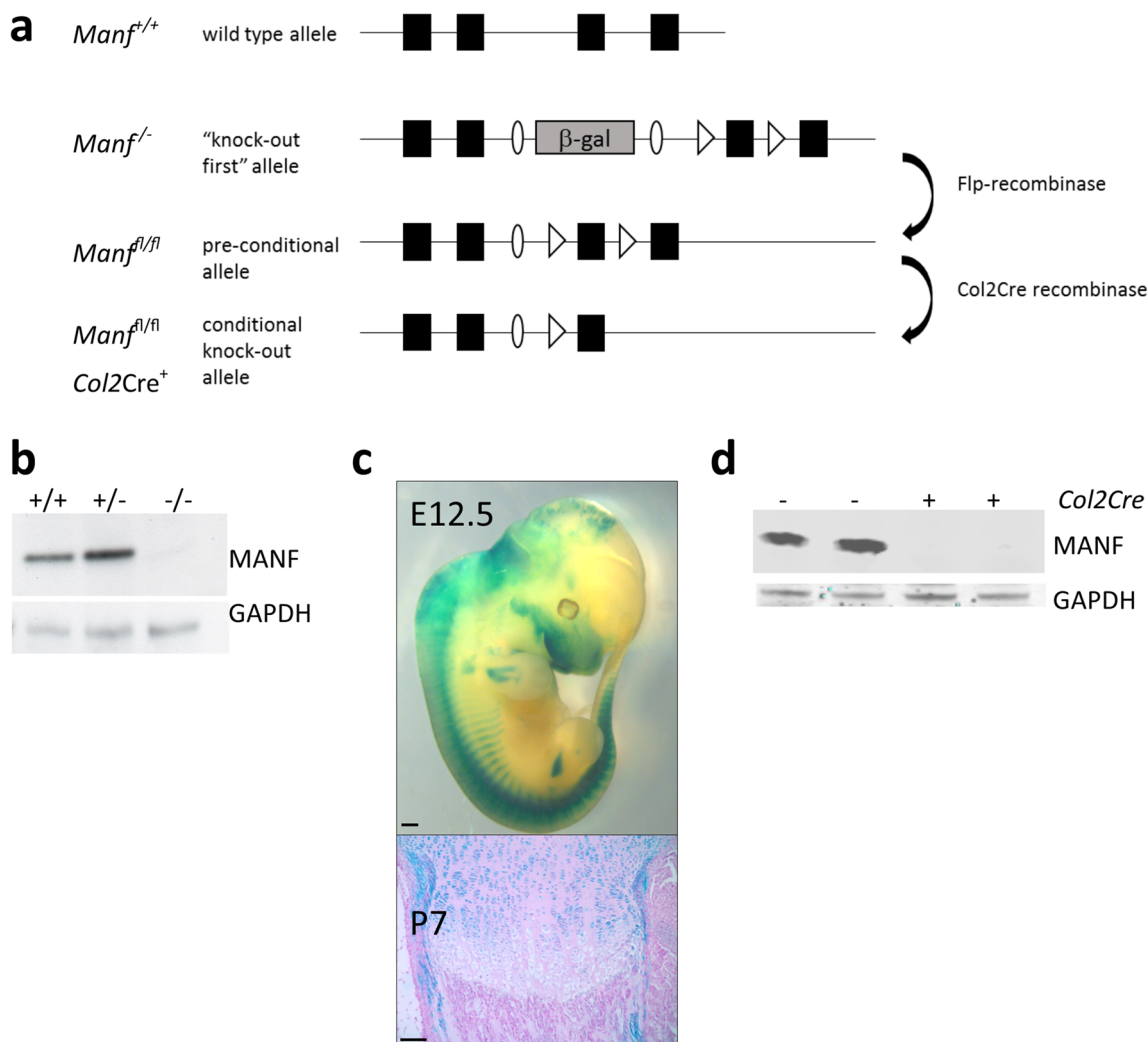 a
Manf+/+ wild type allele
Manf-/- "knock-out
first" allele
β-gal
Flp-recombinase
Manffl/fl pre-conditional
allele
Col2Cre recombinase
Manffl/fl conditional
knock-out
Col2Cre+ allele
b
+/+ +/- -/-
MANF
GAPDH
c
E12.5
P7
d
- - + + Col2Cre
MANF
GAPDH